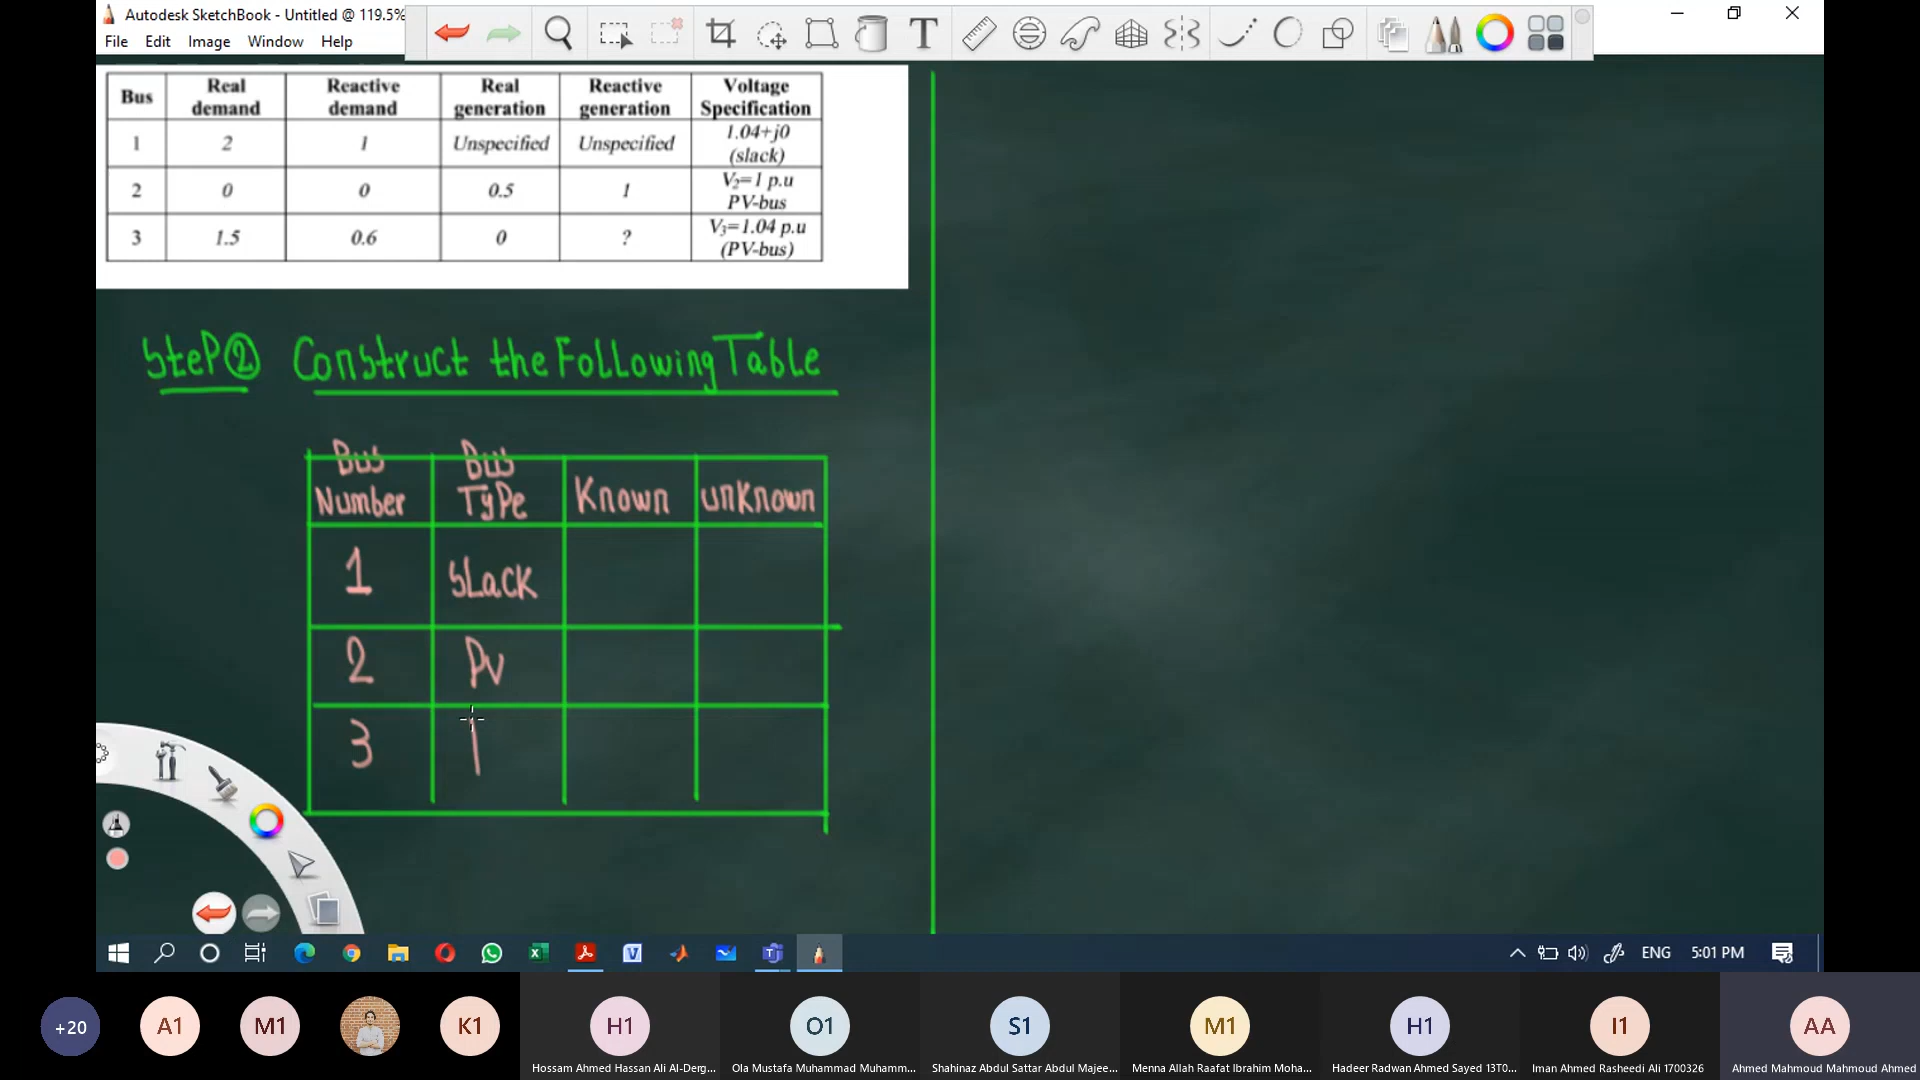 Autodesk SketchBook - Untitled @ 119.5%
File Edit Image Window Help
Bus Real demand Reactive demand Real generation Reactive generation Voltage Specification
1 2 1 Unspecified Unspecified 1.04+j0 (slack)
2 0 0 0.5 1 V2=1 p.u PV-bus
3 1.5 0.6 0 ? V3=1.04 p.u (PV-bus)
SteP ② Construct the Following Table
Bus Number Bus TyPe Known unknown
1 sLack
2 PV
3
ENG 5:01 PM
+20 A1 M1 K1 H1 O1 S1 M1 H1 I1 AA
Hossam Ahmed Hassan Ali Al-Derg... Ola Mustafa Muhammad Muhamm... Shahinaz Abdul Sattar Abdul Majee... Menna Allah Raafat Ibrahim Moha... Hadeer Radwan Ahmed Sayed 13T0... Iman Ahmed Rasheedi Ali 1700326 Ahmed Mahmoud Mahmoud Ahmed